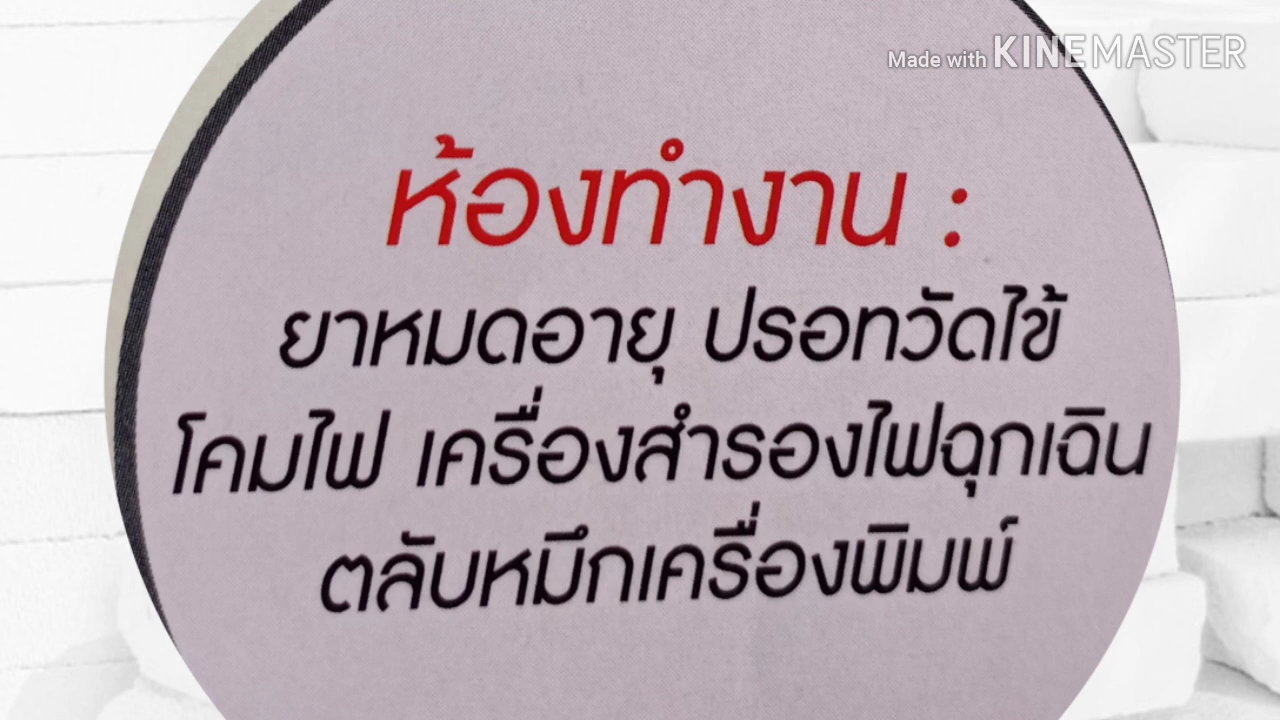 Made with KINEMASTER
ห้องทำงาน :
ยาหมดอายุ ปรอทวัดไข้
โคมไฟ เครื่องสำรองไฟฉุกเฉิน
ตลับหมึกเครื่องพิมพ์